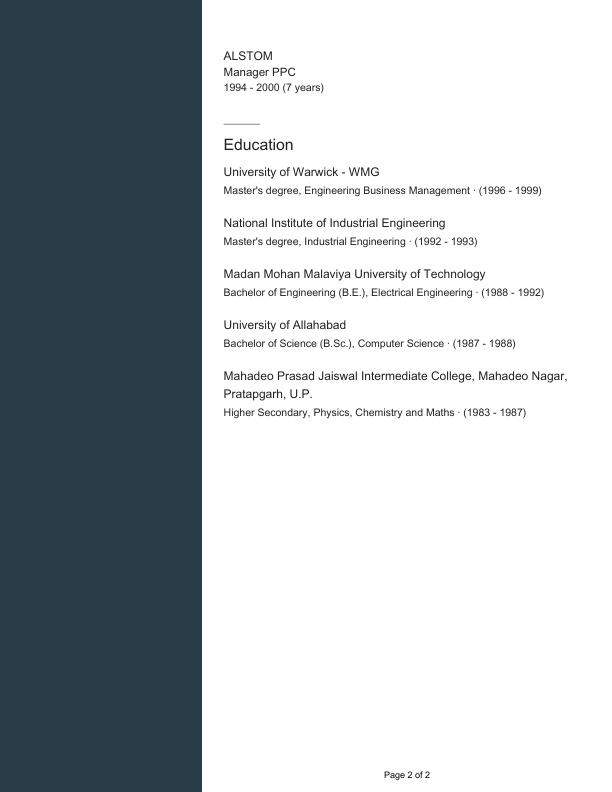 ALSTOM
Manager PPC
1994 - 2000 (7 years)
Education
University of Warwick - WMG
Master's degree, Engineering Business Management · (1996 - 1999)
National Institute of Industrial Engineering
Master's degree, Industrial Engineering · (1992 - 1993)
Madan Mohan Malaviya University of Technology
Bachelor of Engineering (B.E.), Electrical Engineering · (1988 - 1992)
University of Allahabad
Bachelor of Science (B.Sc.), Computer Science · (1987 - 1988)
Mahadeo Prasad Jaiswal Intermediate College, Mahadeo Nagar,
Pratapgarh, U.P.
Higher Secondary, Physics, Chemistry and Maths · (1983 - 1987)
Page 2 of 2